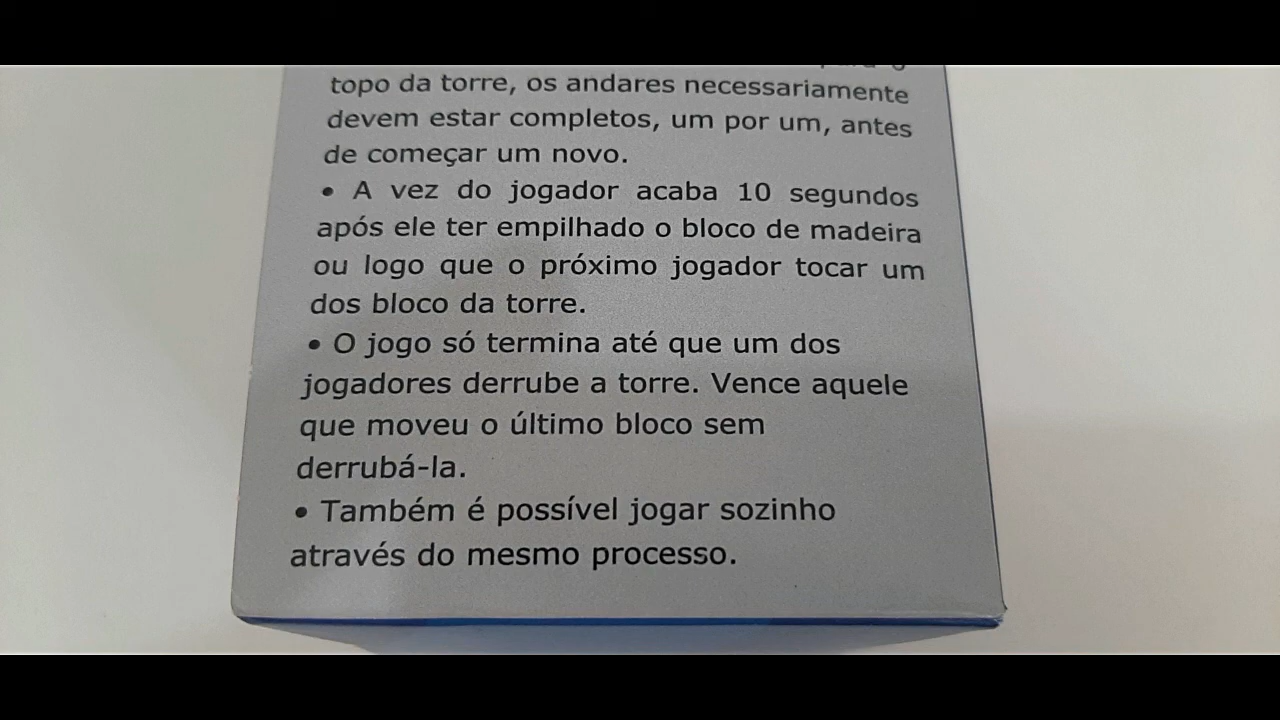 topo da torre, os andares necessariamente
devem estar completos, um por um, antes
de começar um novo.
• A vez do jogador acaba 10 segundos
após ele ter empilhado o bloco de madeira
ou logo que o próximo jogador tocar um
dos bloco da torre.
• O jogo só termina até que um dos
jogadores derrube a torre. Vence aquele
que moveu o último bloco sem
derrubá-la.
• Também é possível jogar sozinho
através do mesmo processo.